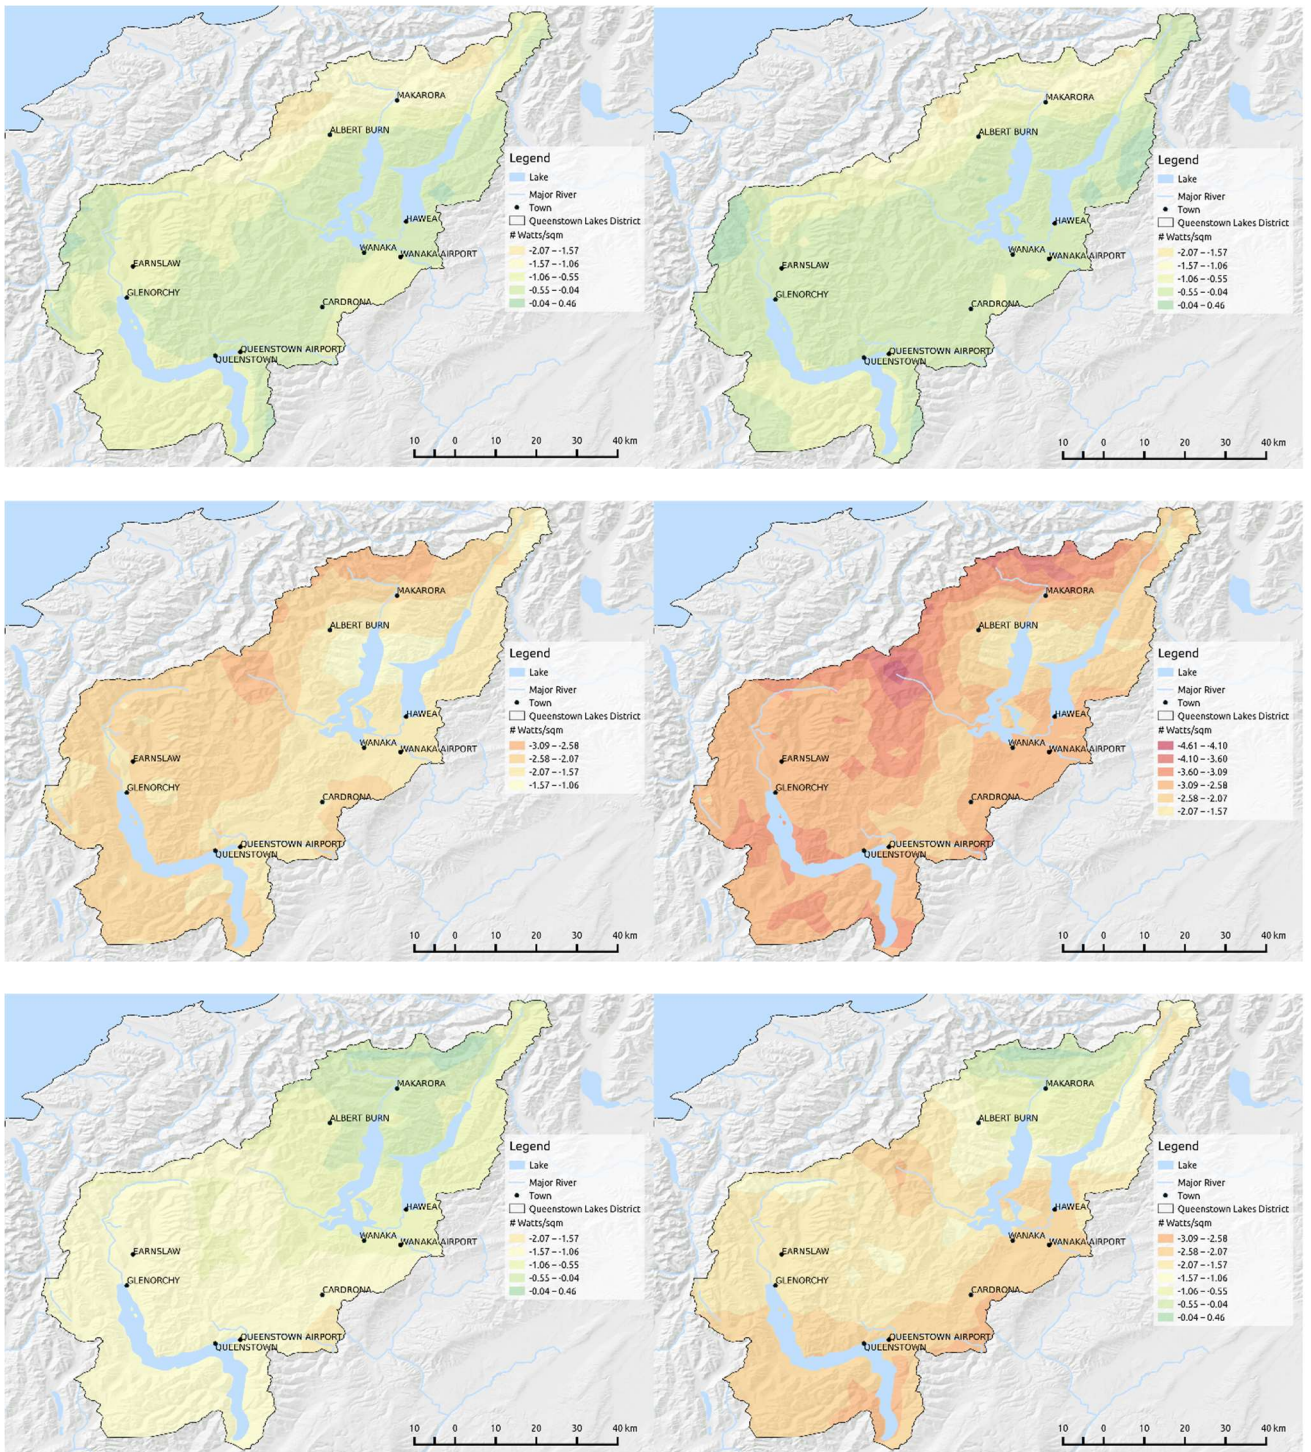 MAKARORA
ALBERT BURN
Legend
Lake
Major River
Town
Queenstown Lakes District
HAWEA
# Watts/sqm
WANAKA
WANAKA AIRPORT
-2.07 – -1.57
-1.57 – -1.06
-1.06 – -0.55
-0.55 – -0.04
-0.04 – 0.46
EARNSLAW
GLENORCHY
CARDRONA
QUEENSTOWN AIRPORT
QUEENSTOWN
10 0 10 20 30 40 km
MAKARORA
ALBERT BURN
Legend
Lake
Major River
Town
Queenstown Lakes District
HAWEA
# Watts/sqm
WANAKA
WANAKA AIRPORT
-2.07 – -1.57
-1.57 – -1.06
-1.06 – -0.55
-0.55 – -0.04
-0.04 – 0.46
EARNSLAW
GLENORCHY
CARDRONA
QUEENSTOWN AIRPORT
QUEENSTOWN
10 0 10 20 30 40 km
MAKARORA
ALBERT BURN
Legend
Lake
Major River
Town
Queenstown Lakes District
HAWEA
# Watts/sqm
WANAKA
WANAKA AIRPORT
-3.09 – -2.58
-2.58 – -2.07
-2.07 – -1.57
-1.57 – -1.06
EARNSLAW
GLENORCHY
CARDRONA
QUEENSTOWN AIRPORT
QUEENSTOWN
10 0 10 20 30 40 km
MAKARORA
ALBERT BURN
Legend
Lake
Major River
Town
Queenstown Lakes District
HAWEA
# Watts/sqm
WANAKA
WANAKA AIRPORT
-4.61 – -4.10
-4.10 – -3.60
-3.60 – -3.09
-3.09 – -2.58
-2.58 – -2.07
-2.07 – -1.57
EARNSLAW
GLENORCHY
CARDRONA
QUEENSTOWN AIRPORT
QUEENSTOWN
10 0 10 20 30 40 km
MAKARORA
ALBERT BURN
Legend
Lake
Major River
Town
Queenstown Lakes District
HAWEA
# Watts/sqm
WANAKA
WANAKA AIRPORT
-2.07 – -1.57
-1.57 – -1.06
-1.06 – -0.55
-0.55 – -0.04
-0.04 – 0.46
EARNSLAW
GLENORCHY
CARDRONA
QUEENSTOWN AIRPORT
QUEENSTOWN
10 0 10 20 30 40 km
MAKARORA
ALBERT BURN
Legend
Lake
Major River
Town
Queenstown Lakes District
HAWEA
# Watts/sqm
WANAKA
WANAKA AIRPORT
-3.09 – -2.58
-2.58 – -2.07
-2.07 – -1.57
-1.57 – -1.06
-1.06 – -0.55
-0.55 – -0.04
-0.04 – 0.46
EARNSLAW
GLENORCHY
CARDRONA
QUEENSTOWN AIRPORT
QUEENSTOWN
10 0 10 20 30 40 km